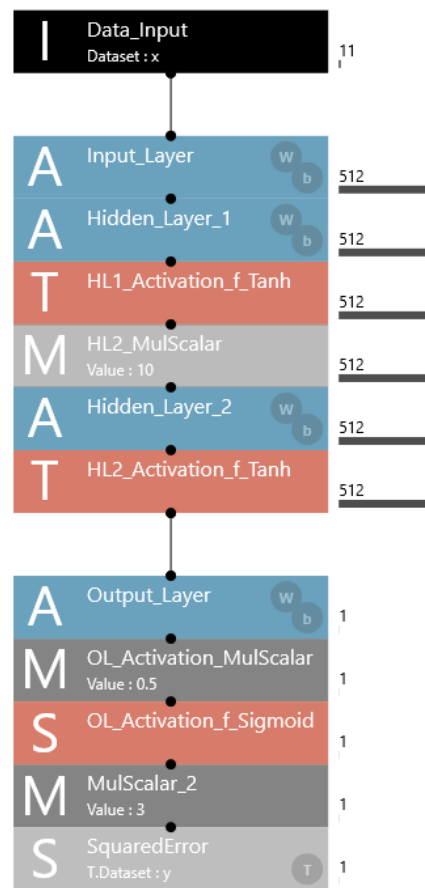 I
Data_Input
Dataset : x
11
A
Input_Layer
W
b
512
A
Hidden_Layer_1
W
b
512
T
HL1_Activation_f_Tanh
512
M
HL2_MulScalar
Value : 10
512
A
Hidden_Layer_2
W
b
512
T
HL2_Activation_f_Tanh
512
A
Output_Layer
W
b
1
M
OL_Activation_MulScalar
Value : 0.5
1
S
OL_Activation_f_Sigmoid
1
M
MulScalar_2
Value : 3
1
S
SquaredError
T.Dataset : y
T
1